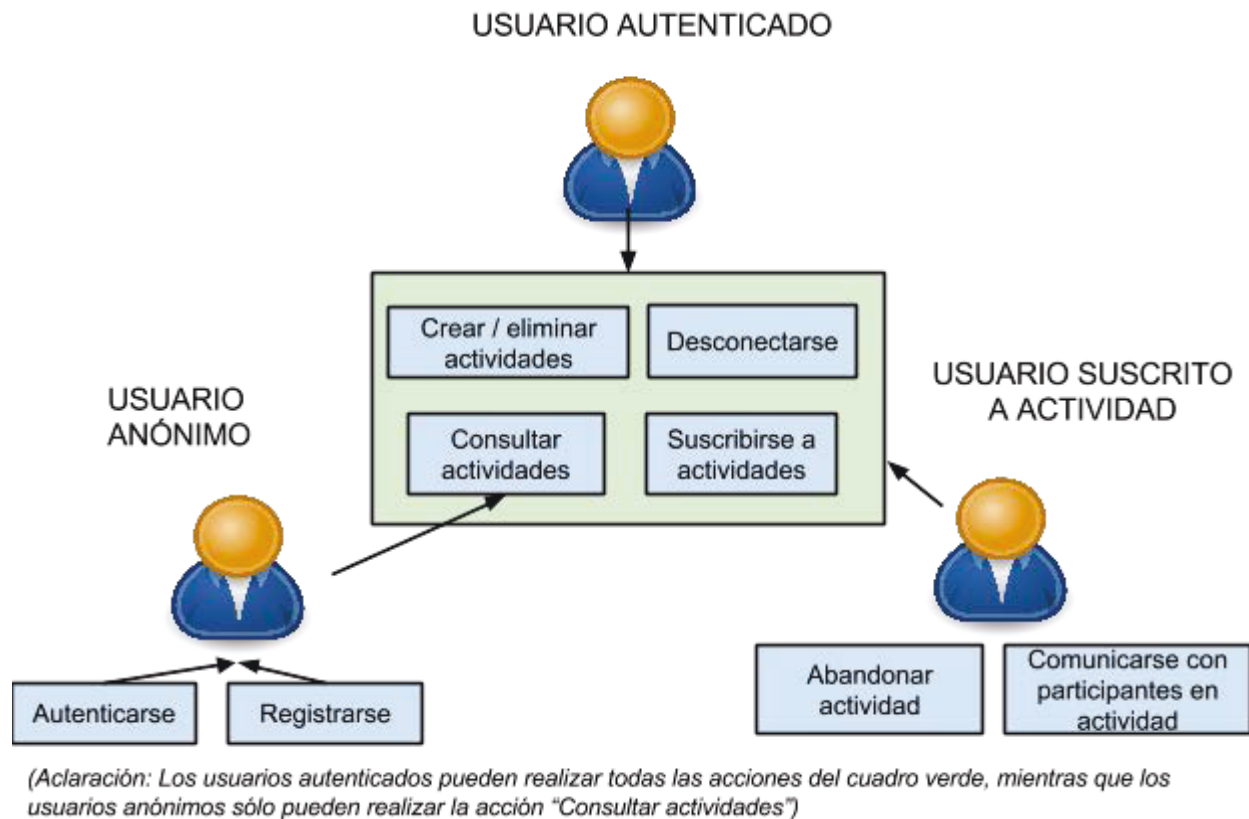 USUARIO AUTENTICADO
Crear / eliminar
actividades
Desconectarse
USUARIO SUSCRITO
A ACTIVIDAD
USUARIO
ANÓNIMO
Consultar
actividades
Suscribirse a
actividades
Autenticarse
Registrarse
Abandonar
actividad
Comunicarse con
participantes en
actividad
(Aclaración: Los usuarios autenticados pueden realizar todas las acciones del cuadro verde, mientras que los
usuarios anónimos sólo pueden realizar la acción “Consultar actividades”)